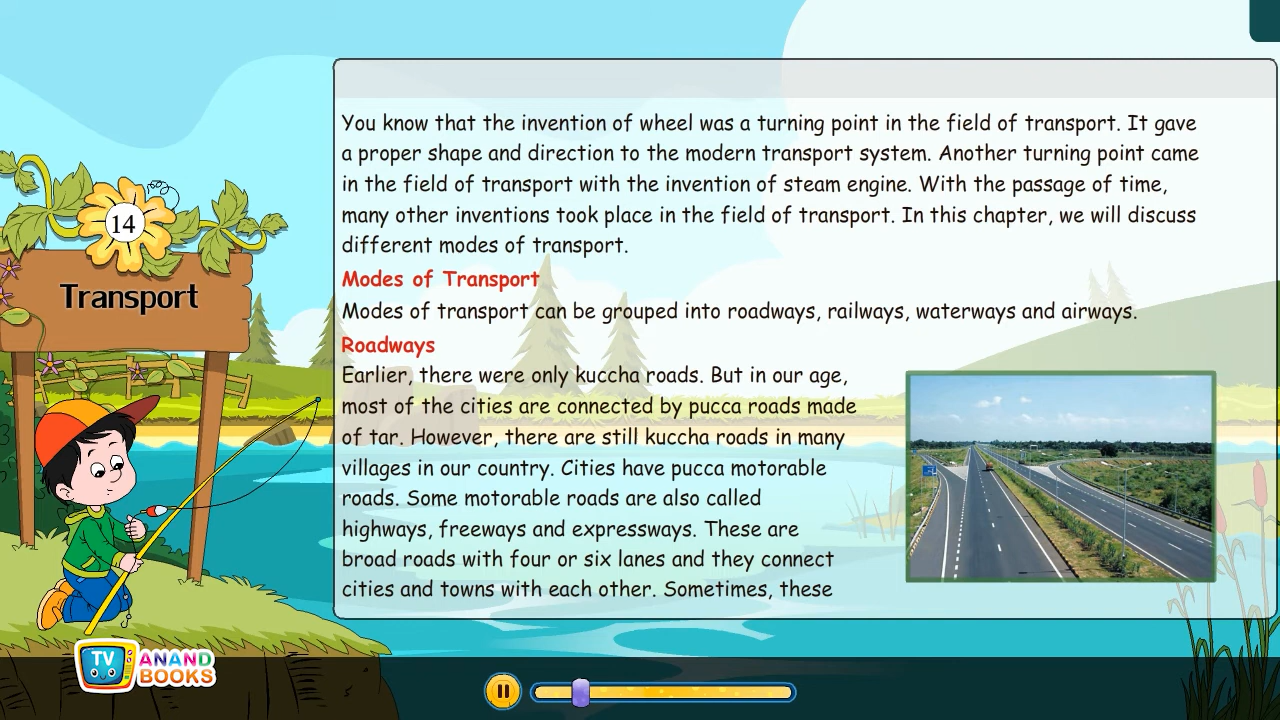 14
Transport
You know that the invention of wheel was a turning point in the field of transport. It gave
a proper shape and direction to the modern transport system. Another turning point came
in the field of transport with the invention of steam engine. With the passage of time,
many other inventions took place in the field of transport. In this chapter, we will discuss
different modes of transport.
Modes of Transport
Modes of transport can be grouped into roadways, railways, waterways and airways.
Roadways
Earlier, there were only kuccha roads. But in our age,
most of the cities are connected by pucca roads made
of tar. However, there are still kuccha roads in many
villages in our country. Cities have pucca motorable
roads. Some motorable roads are also called
highways, freeways and expressways. These are
broad roads with four or six lanes and they connect
cities and towns with each other. Sometimes, these
TV
ANAND
BOOKS